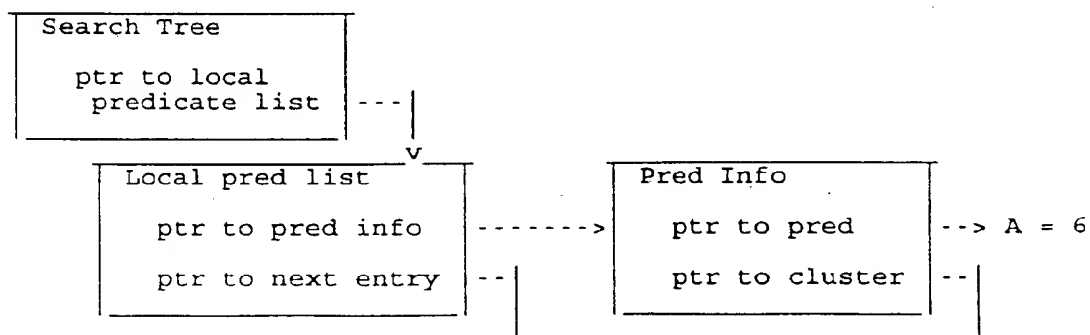 Search Tree
ptr to local
predicate list ---
v
Local pred list Pred Info
ptr to pred info -------> ptr to pred --> A = 6
ptr to next entry -- ptr to cluster --